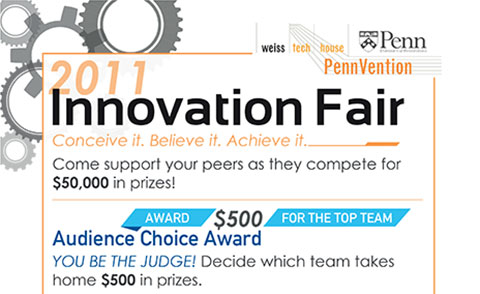 weiss tech house
Penn
PennVention
2011
Innovation Fair
Conceive it. Believe it. Achieve it.
Come support your peers as they compete for
$50,000 in prizes!
AWARD $500 FOR THE TOP TEAM
Audience Choice Award
YOU BE THE JUDGE! Decide which team takes
home $500 in prizes.